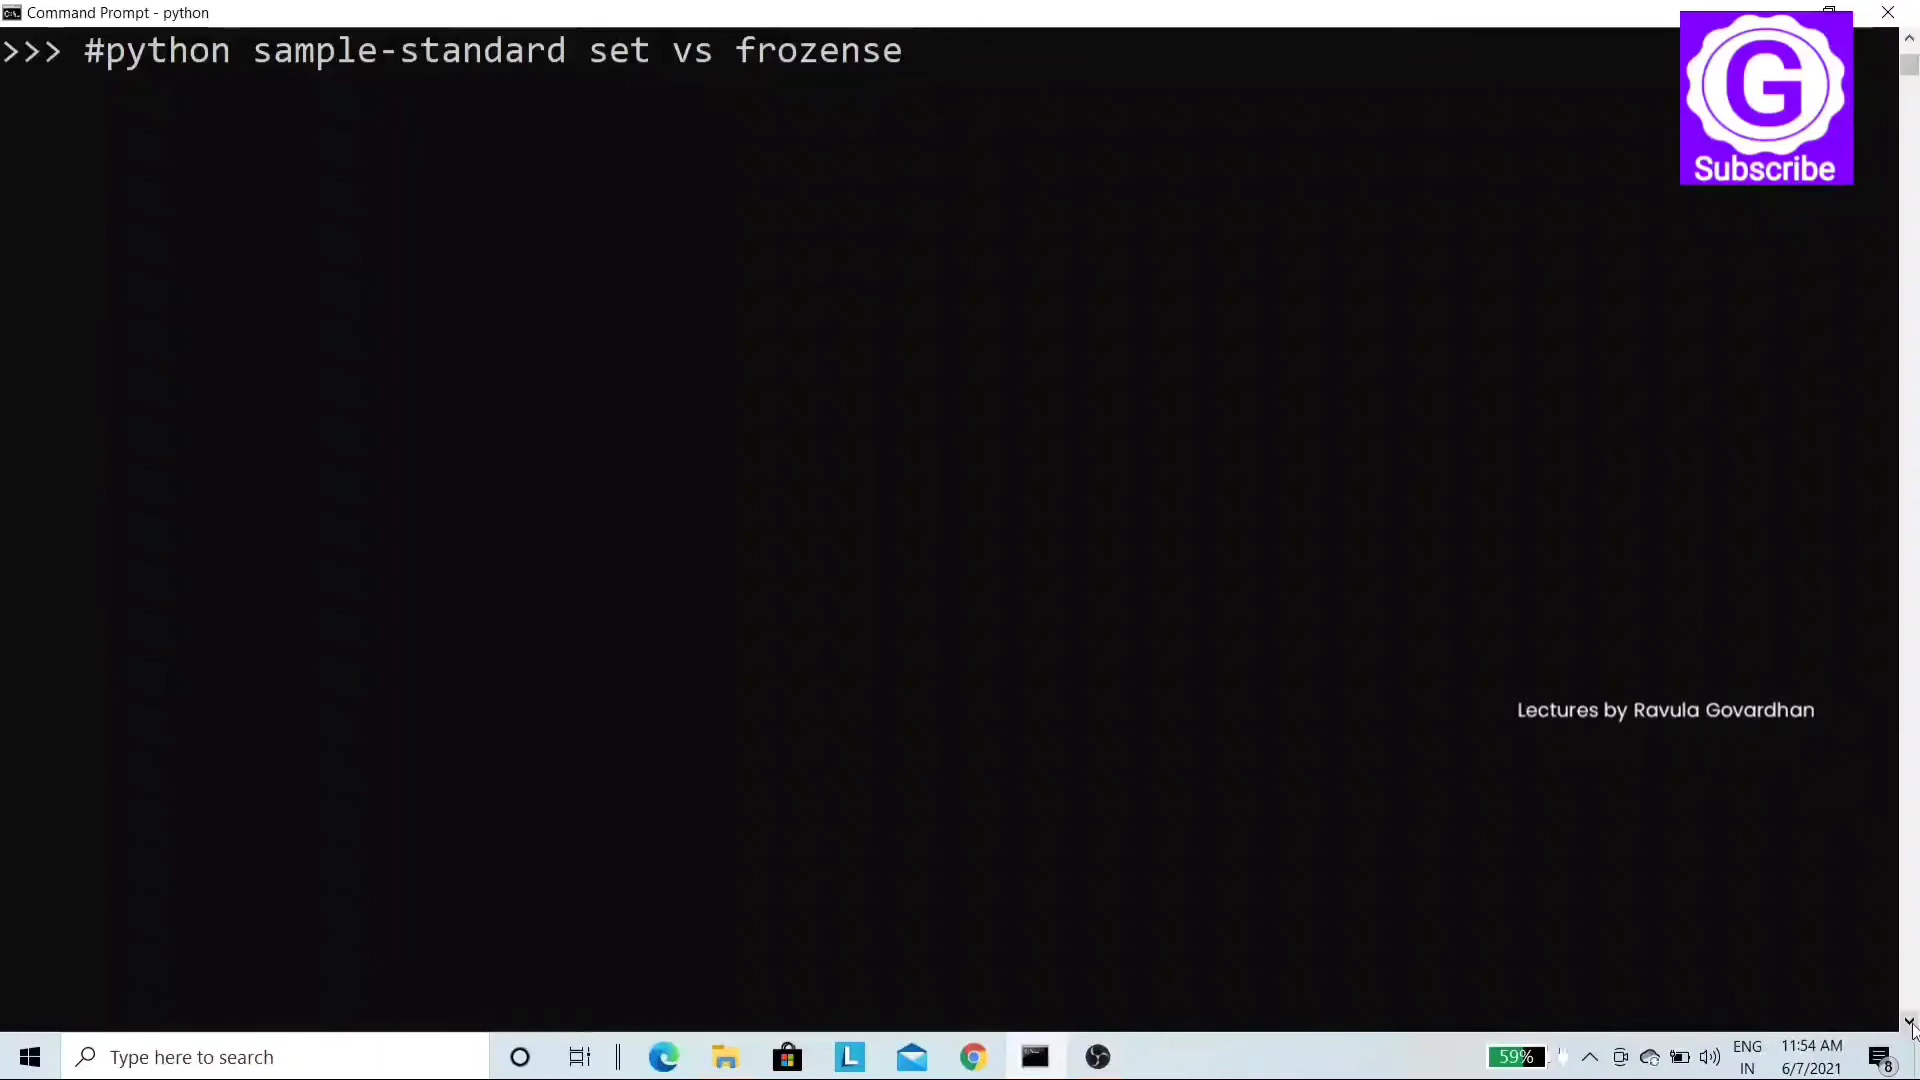 Command Prompt - python
>>> #python sample-standard set vs frozense
G
Subscribe
Lectures by Ravula Govardhan
Type here to search
L
59%
ENG
IN
11:54 AM
6/7/2021
8